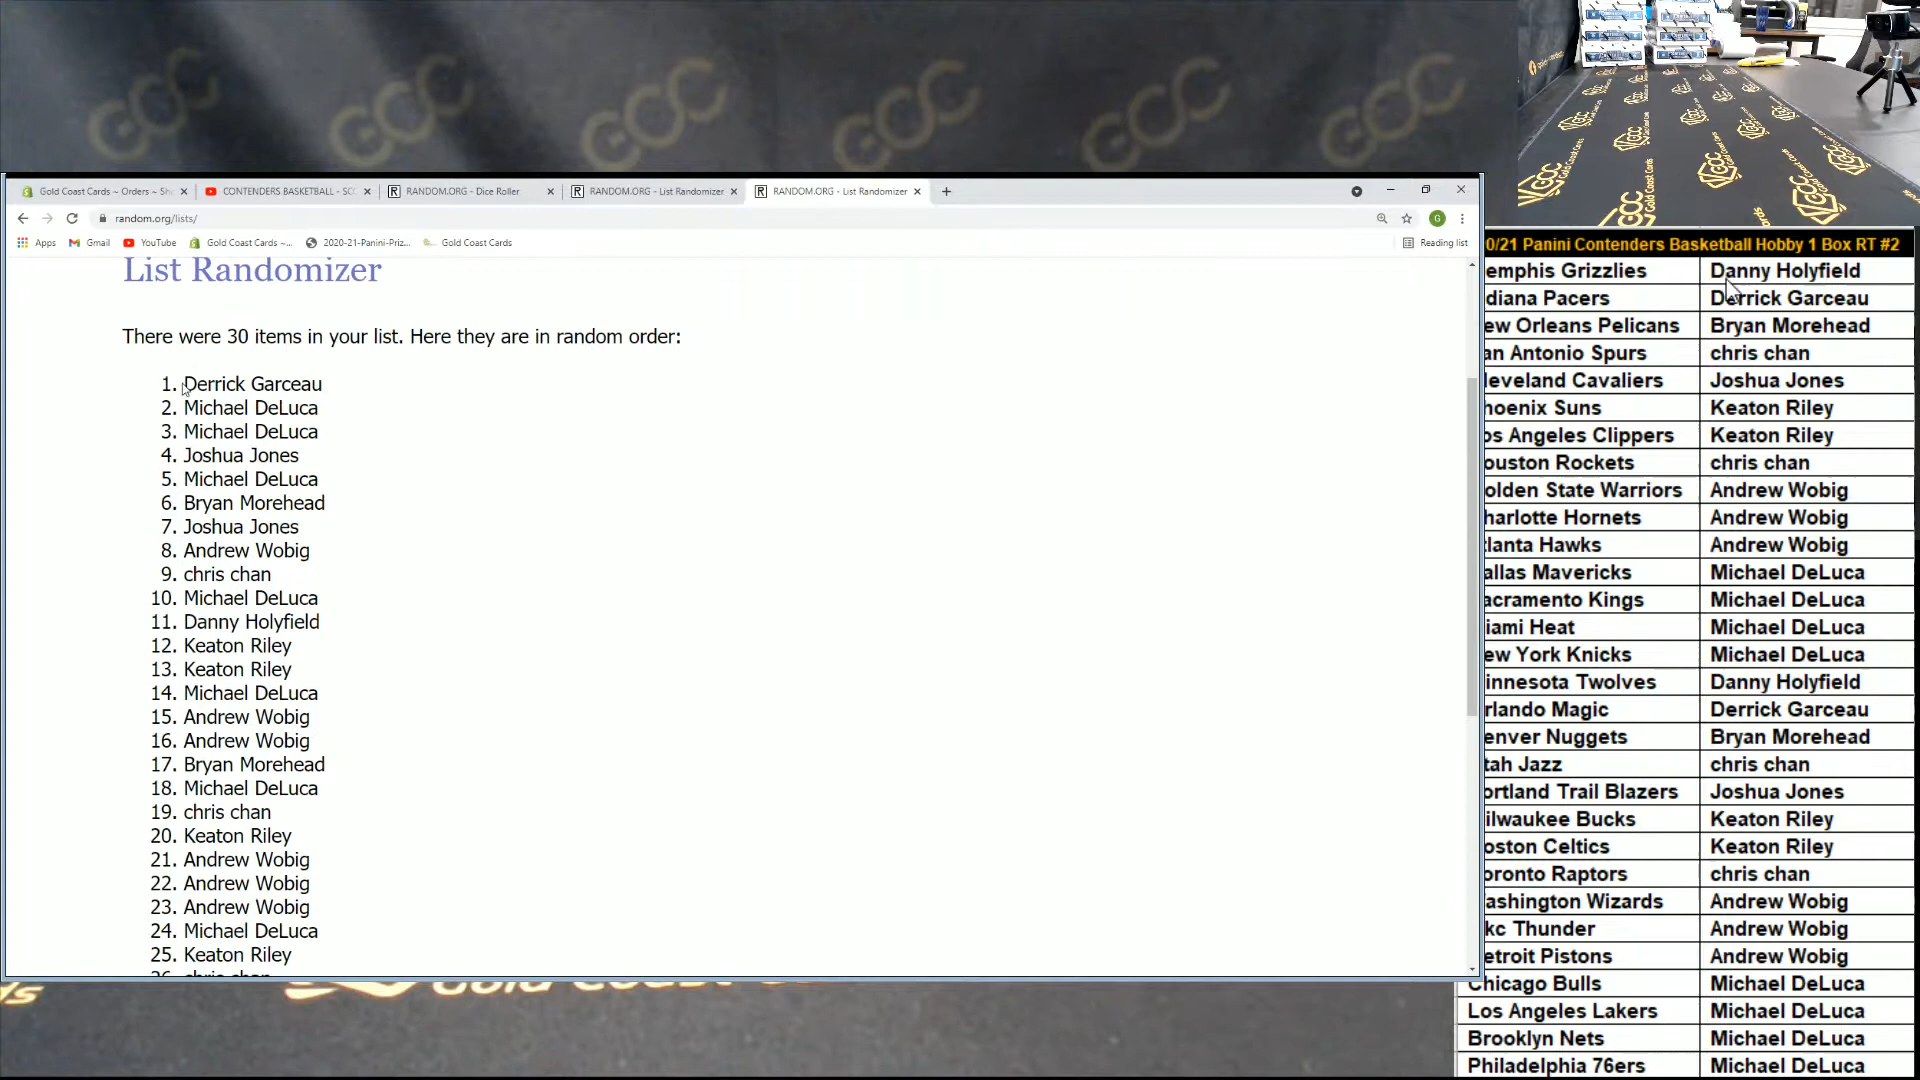 GCC GCC GCC GCC GCC GCC
Gold Coast Cards ~ Orders ~ Sh
CONTENDERS BASKETBALL - SC
RANDOM.ORG - Dice Roller
RANDOM.ORG - List Randomizer
RANDOM.ORG - List Randomizer
random.org/lists/
G
Apps
Gmail
YouTube
Gold Coast Cards ~...
2020-21-Panini-Priz...
Gold Coast Cards
Reading list
List Randomizer
There were 30 items in your list. Here they are in random order:
1. Derrick Garceau
2. Michael DeLuca
3. Michael DeLuca
4. Joshua Jones
5. Michael DeLuca
6. Bryan Morehead
7. Joshua Jones
8. Andrew Wobig
9. chris chan
10. Michael DeLuca
11. Danny Holyfield
12. Keaton Riley
13. Keaton Riley
14. Michael DeLuca
15. Andrew Wobig
16. Andrew Wobig
17. Bryan Morehead
18. Michael DeLuca
19. chris chan
20. Keaton Riley
21. Andrew Wobig
22. Andrew Wobig
23. Andrew Wobig
24. Michael DeLuca
25. Keaton Riley
26. chris chan
0/21 Panini Contenders Basketball Hobby 1 Box RT #2
emphis Grizzlies Danny Holyfield
diana Pacers Derrick Garceau
ew Orleans Pelicans Bryan Morehead
an Antonio Spurs chris chan
leveland Cavaliers Joshua Jones
hoenix Suns Keaton Riley
os Angeles Clippers Keaton Riley
ouston Rockets chris chan
olden State Warriors Andrew Wobig
harlotte Hornets Andrew Wobig
tlanta Hawks Andrew Wobig
allas Mavericks Michael DeLuca
acramento Kings Michael DeLuca
iami Heat Michael DeLuca
ew York Knicks Michael DeLuca
innesota Twolves Danny Holyfield
rlando Magic Derrick Garceau
enver Nuggets Bryan Morehead
tah Jazz chris chan
ortland Trail Blazers Joshua Jones
ilwaukee Bucks Keaton Riley
oston Celtics Keaton Riley
oronto Raptors chris chan
ashington Wizards Andrew Wobig
kc Thunder Andrew Wobig
etroit Pistons Andrew Wobig
Chicago Bulls Michael DeLuca
Los Angeles Lakers Michael DeLuca
Brooklyn Nets Michael DeLuca
Philadelphia 76ers Michael DeLuca